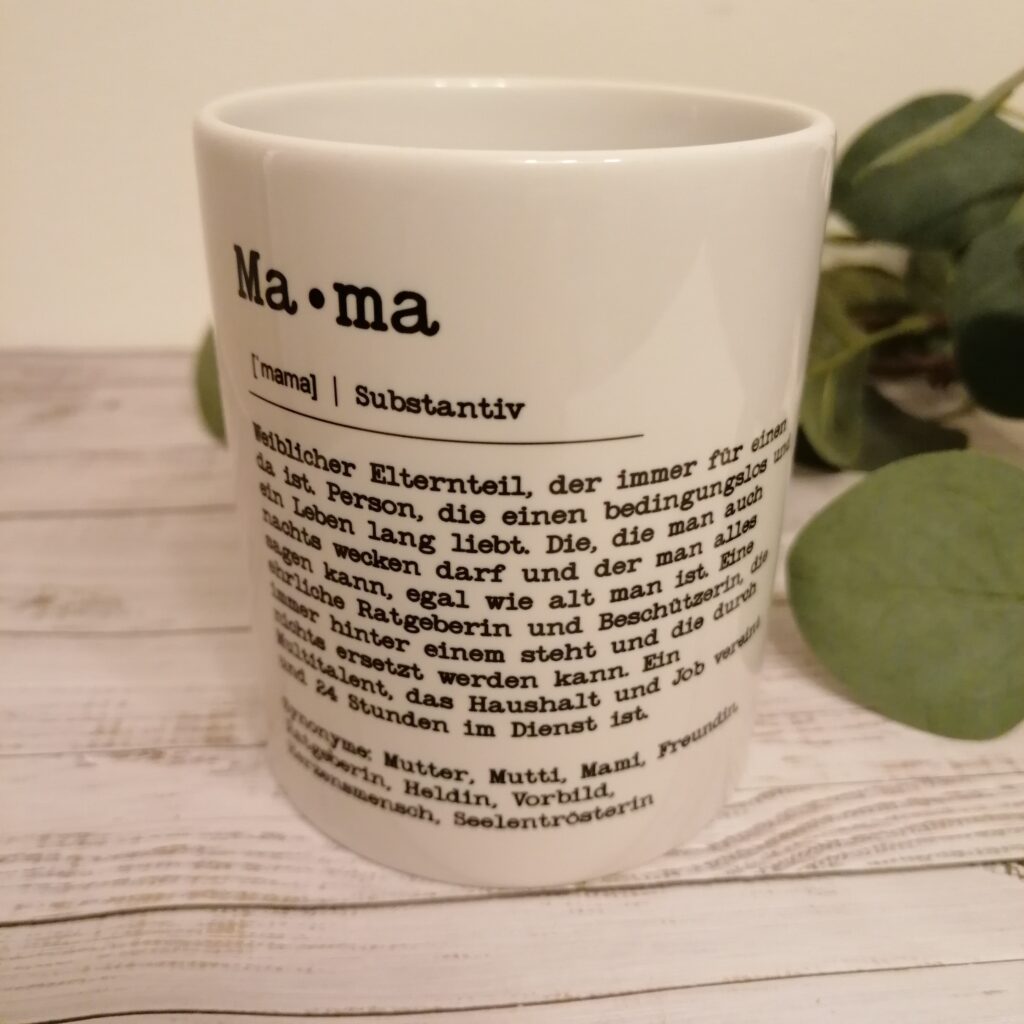 Ma•ma
[ˈmama] | Substantiv
Weiblicher Elternteil, der immer für einen
da ist. Person, die einen bedingungslos und
ein Leben lang liebt. Die, die man auch
nachts wecken darf und der man alles
sagen kann, egal wie alt man ist. Eine
ehrliche Ratgeberin und Beschützerin, die
immer hinter einem steht und die durch
nichts ersetzt werden kann. Ein
Multitalent, das Haushalt und Job vereint
und 24 Stunden im Dienst ist.
Synonyme: Mutter, Mutti, Mami, Freundin,
Ratgeberin, Heldin, Vorbild,
Herzensmensch, Seelentrösterin